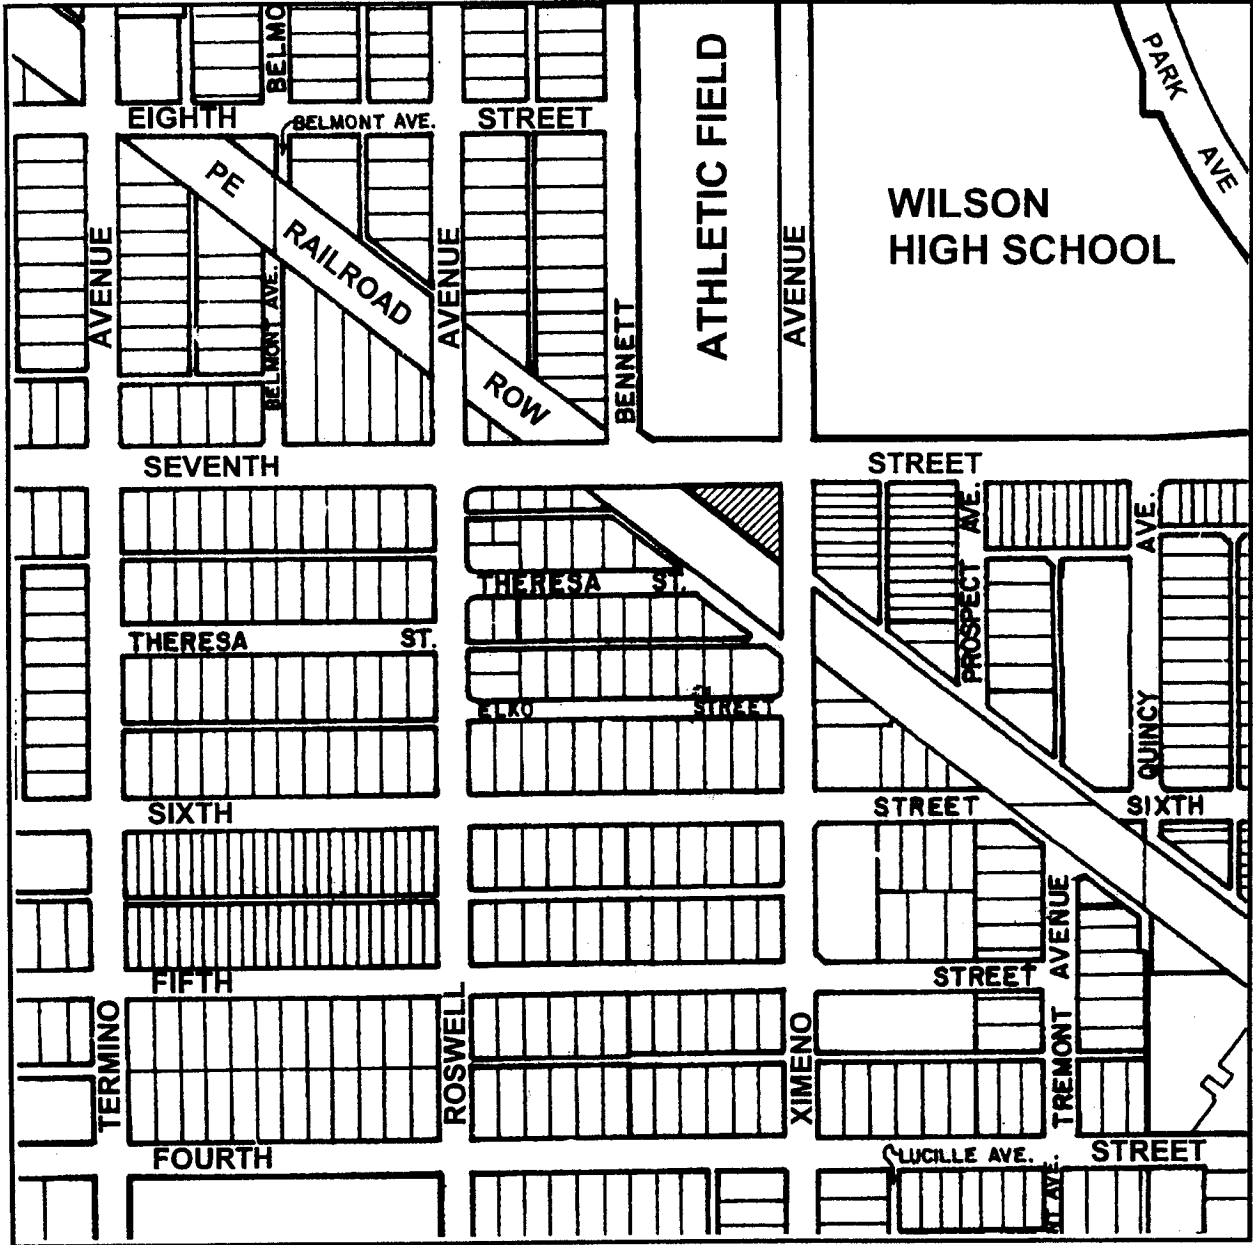 BELMO
PARK
AVE
EIGHTH
BELMONT AVE.
STREET
ATHLETIC FIELD
PE
RAILROAD
ROW
WILSON
HIGH SCHOOL
AVENUE
AVENUE
AVENUE
BELMONT AVE.
BENNETT
SEVENTH
STREET
AVE.
AVE.
THERESA ST.
PROSPECT
THERESA ST.
ELKO STREET
QUINCY
SIXTH
STREET
SIXTH
AVENUE
FIFTH
STREET
TERMINO
ROSWELL
XIMENO
TREMONT
FOURTH
LUCILLE AVE.
STREET
NT AVE.